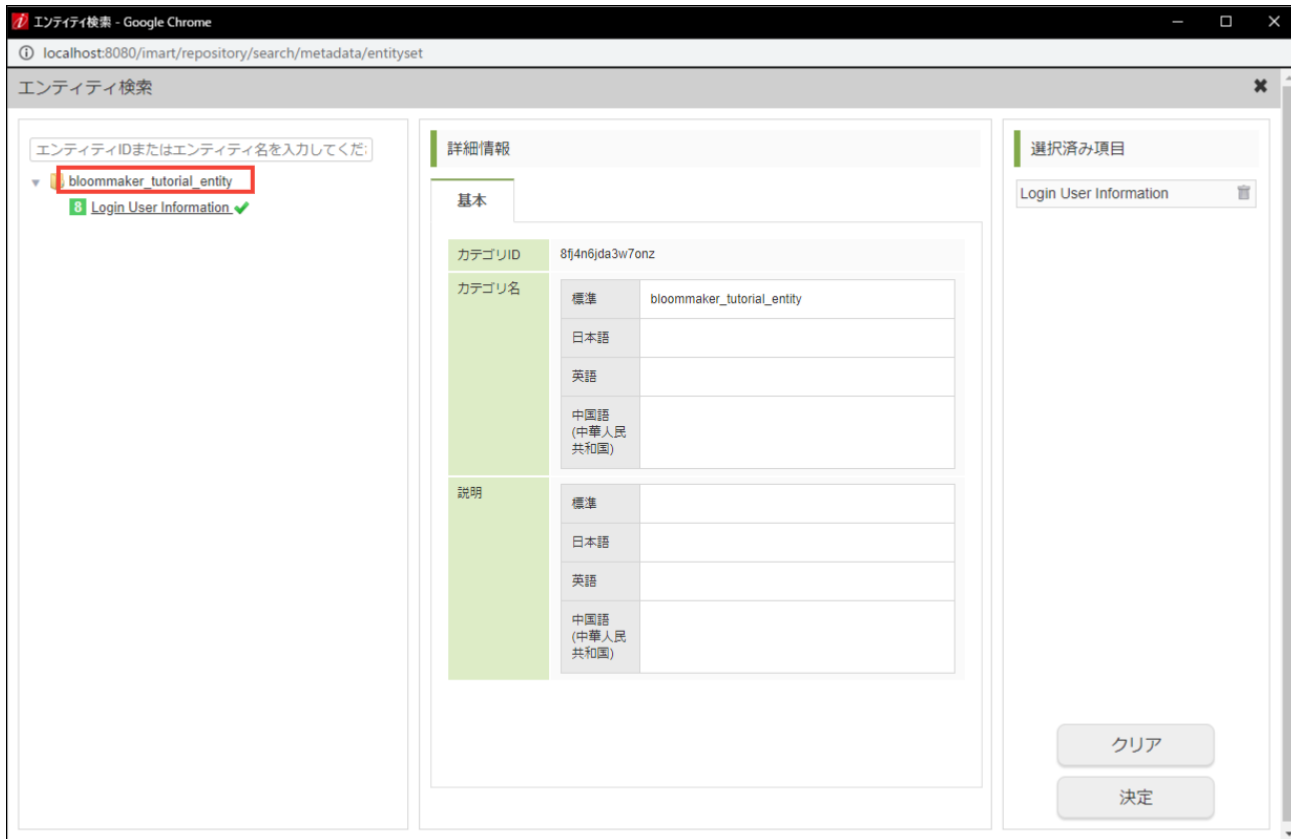 エンティティ検索 - Google Chrome
localhost:8080/imart/repository/search/metadata/entityset
エンティティ検索
エンティティIDまたはエンティティ名を入力してくだ
bloommaker_tutorial_entity
8 Login User Information
詳細情報
基本
カテゴリID 8fj4n6jda3w7onz
カテゴリ名
標準 bloommaker_tutorial_entity
日本語
英語
中国語
(中華人民
共和国)
説明
標準
日本語
英語
中国語
(中華人民
共和国)
選択済み項目
Login User Information
クリア
決定